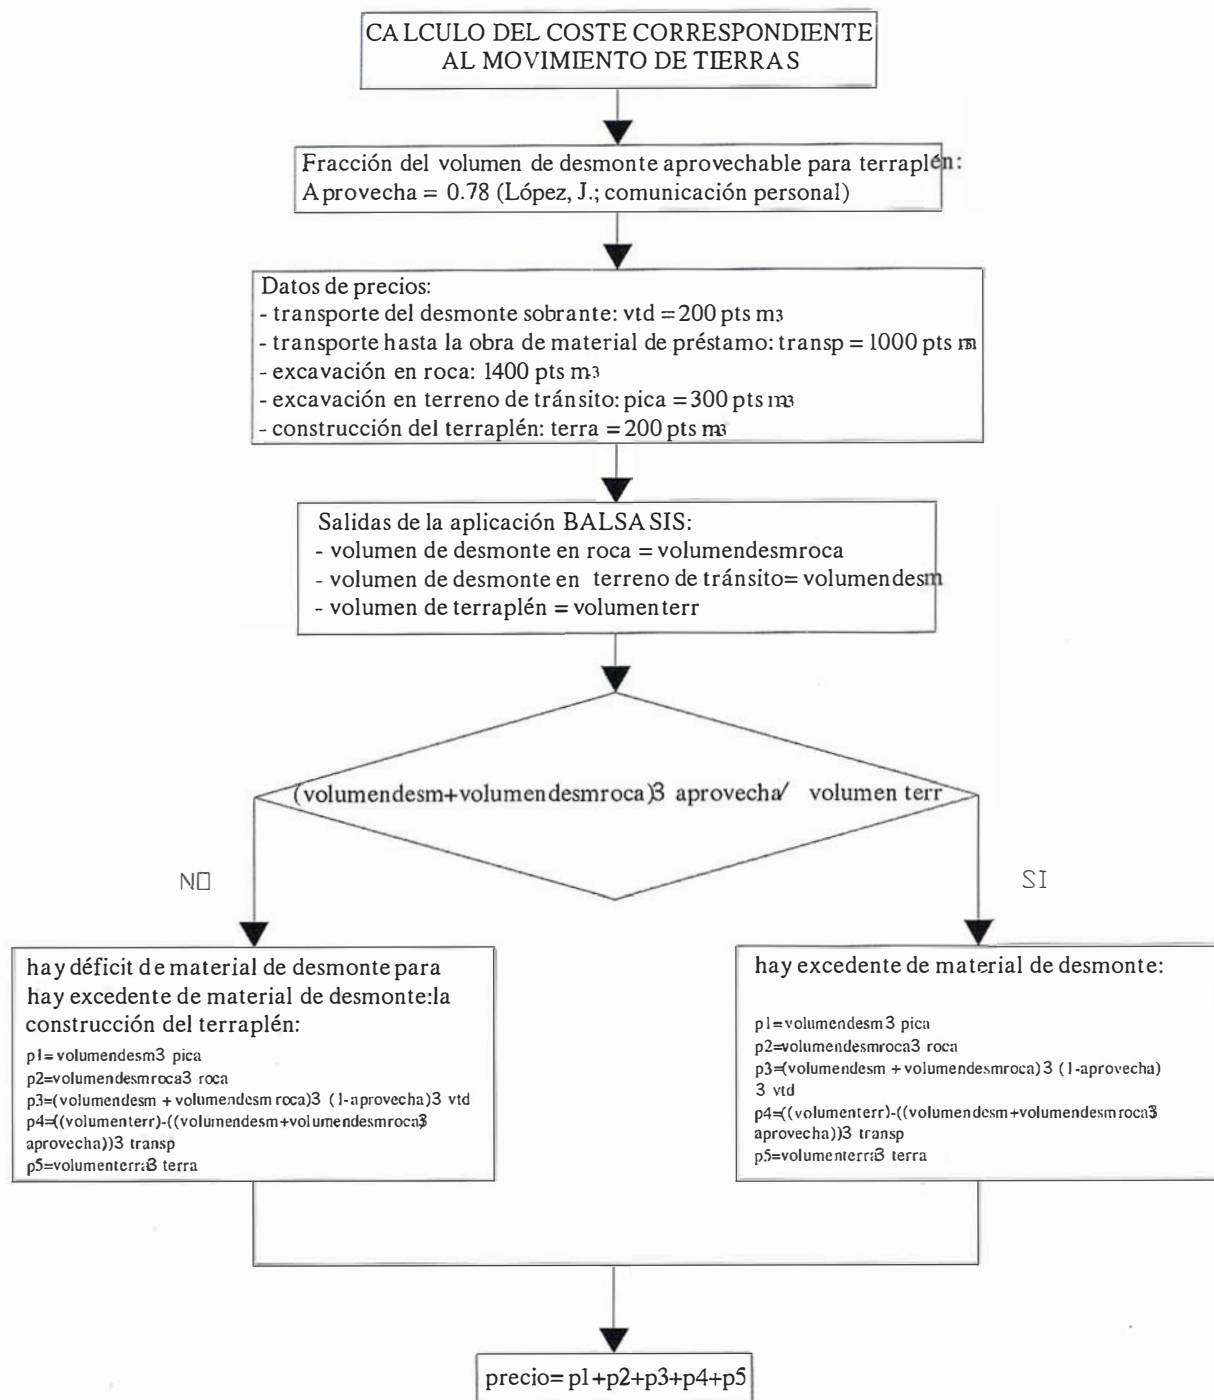 CALCULO DEL COSTE CORRESPONDIENTE
AL MOVIMIENTO DE TIERRAS
Fracción del volumen de desmonte aprovechable para terraplén:
Aprovecha = 0.78 (López, J.; comunicación personal)
Datos de precios:
- transporte del desmonte sobrante: vtd = 200 pts m3
- transporte hasta la obra de material de préstamo: transp = 1000 pts m3
- excavación en roca: 1400 pts m3
- excavación en terreno de tránsito: pica = 300 pts m3
- construcción del terraplén: terra = 200 pts m3
Salidas de la aplicación BALSASIS:
- volumen de desmonte en roca = volumendesmroca
- volumen de desmonte en terreno de tránsito= volumendesm
- volumen de terraplén = volumenterr
(volumendesm+volumendesmroca)3 aprovecha/ volumen terr
NO
SI
hay déficit de material de desmonte para
hay excedente de material de desmonte:la
construcción del terraplén:
p1=volumendesm3 pica
p2=volumendesmroca3 roca
p3=(volumendesm + volumendesmroca)3 (1-aprovecha)3 vtd
p4=((volumenterr)-((volumendesm+volumendesmroca3
aprovecha))3 transp
p5=volumenterra3 terra
hay excedente de material de desmonte:
p1=volumendesm3 pica
p2=volumendesmroca3 roca
p3=(volumendesm + volumendesmroca)3 (1-aprovecha)
3 vtd
p4=((volumenterr)-((volumendesm+volumendesmroca3
aprovecha))3 transp
p5=volumenterra3 terra
precio= p1+p2+p3+p4+p5